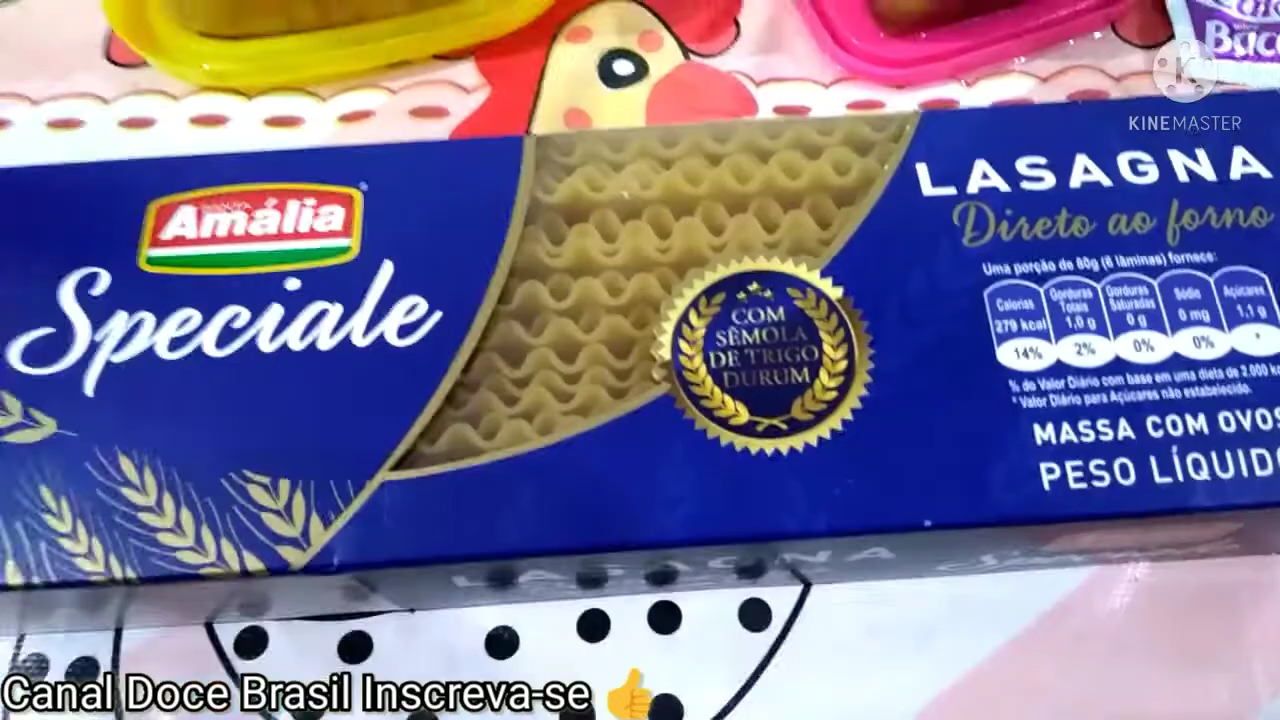 Bac
KINEMASTER
Amália
Speciale
COM
SÊMOLA
DE TRIGO
DURUM
LASAGNA
Direto ao forno
Uma porção de 80g (6 lâminas) fornece:
Calorias
279 kcal
14%
Gorduras
Totais
1,0 g
2%
Gorduras
Saturadas
0 g
0%
Sódio
0 mg
0%
Açúcares
1,1 g
*
% do Valor Diário com base em uma dieta de 2.000 kc
* Valor Diário para Açúcares não estabelecido.
MASSA COM OVOS
PESO LÍQUIDO
LASAGNA
Canal Doce Brasil Inscreva-se 👍